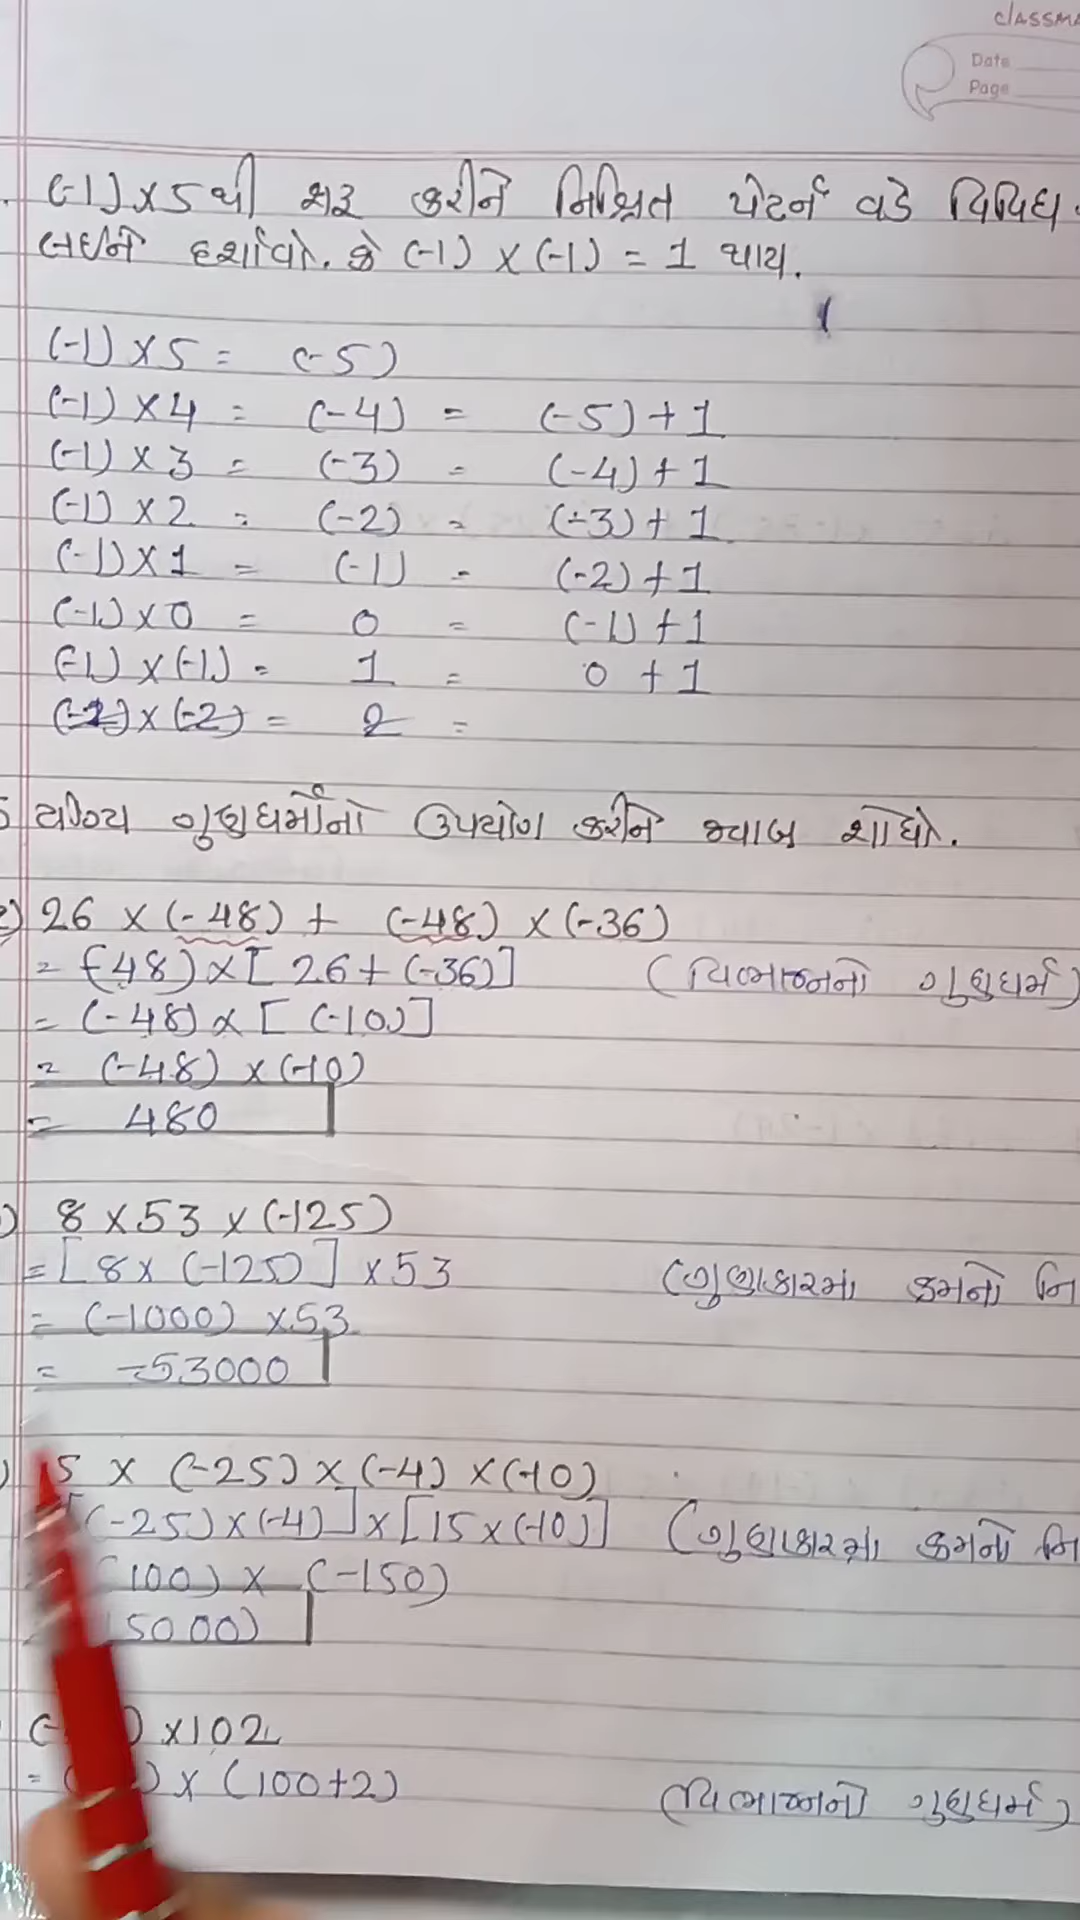 CLASSMA
Date
Page
(-1) × 5 થી શરૂ કરીને નિશ્ચિત પેટર્ન વડે વિવિધ
લઈને દર્શાવો. કે (-1) × (-1) = 1 થાય.
(-1) × 5 = (-5)
(-1) × 4 = (-4) = (-5) + 1
(-1) × 3 = (-3) = (-4) + 1
(-1) × 2 = (-2) = (-3) + 1
(-1) × 1 = (-1) = (-2) + 1
(-1) × 0 = 0 = (-1) + 1
(-1) × (-1) = 1 = 0 + 1
× (-2) = 2 =
યોગ્ય ગુણધર્મોનો ઉપયોગ કરીને જવાબ શોધો.
26 × (-48) + (-48) × (-36)
= (-48) × [ 26 + (-36)] (વિભાજનનો ગુણધર્મ)
= (-48) × [ (-10)]
= (-48) × (-10)
= 480
8 × 53 × (-125)
= [ 8 × (-125) ] × 53 (ગુણાકારમા ક્રમનો નિ
= (-1000) × 53
= -53000
5 × (-25) × (-4) × (-10)
[(-25) × (-4) ] × [15 × (-10)] (ગુણાકારમા ક્રમનો નિ
100) × (-150)
5000)
) × 102
= ( ) × (100+2) (વિભાજનનો ગુણધર્મ)